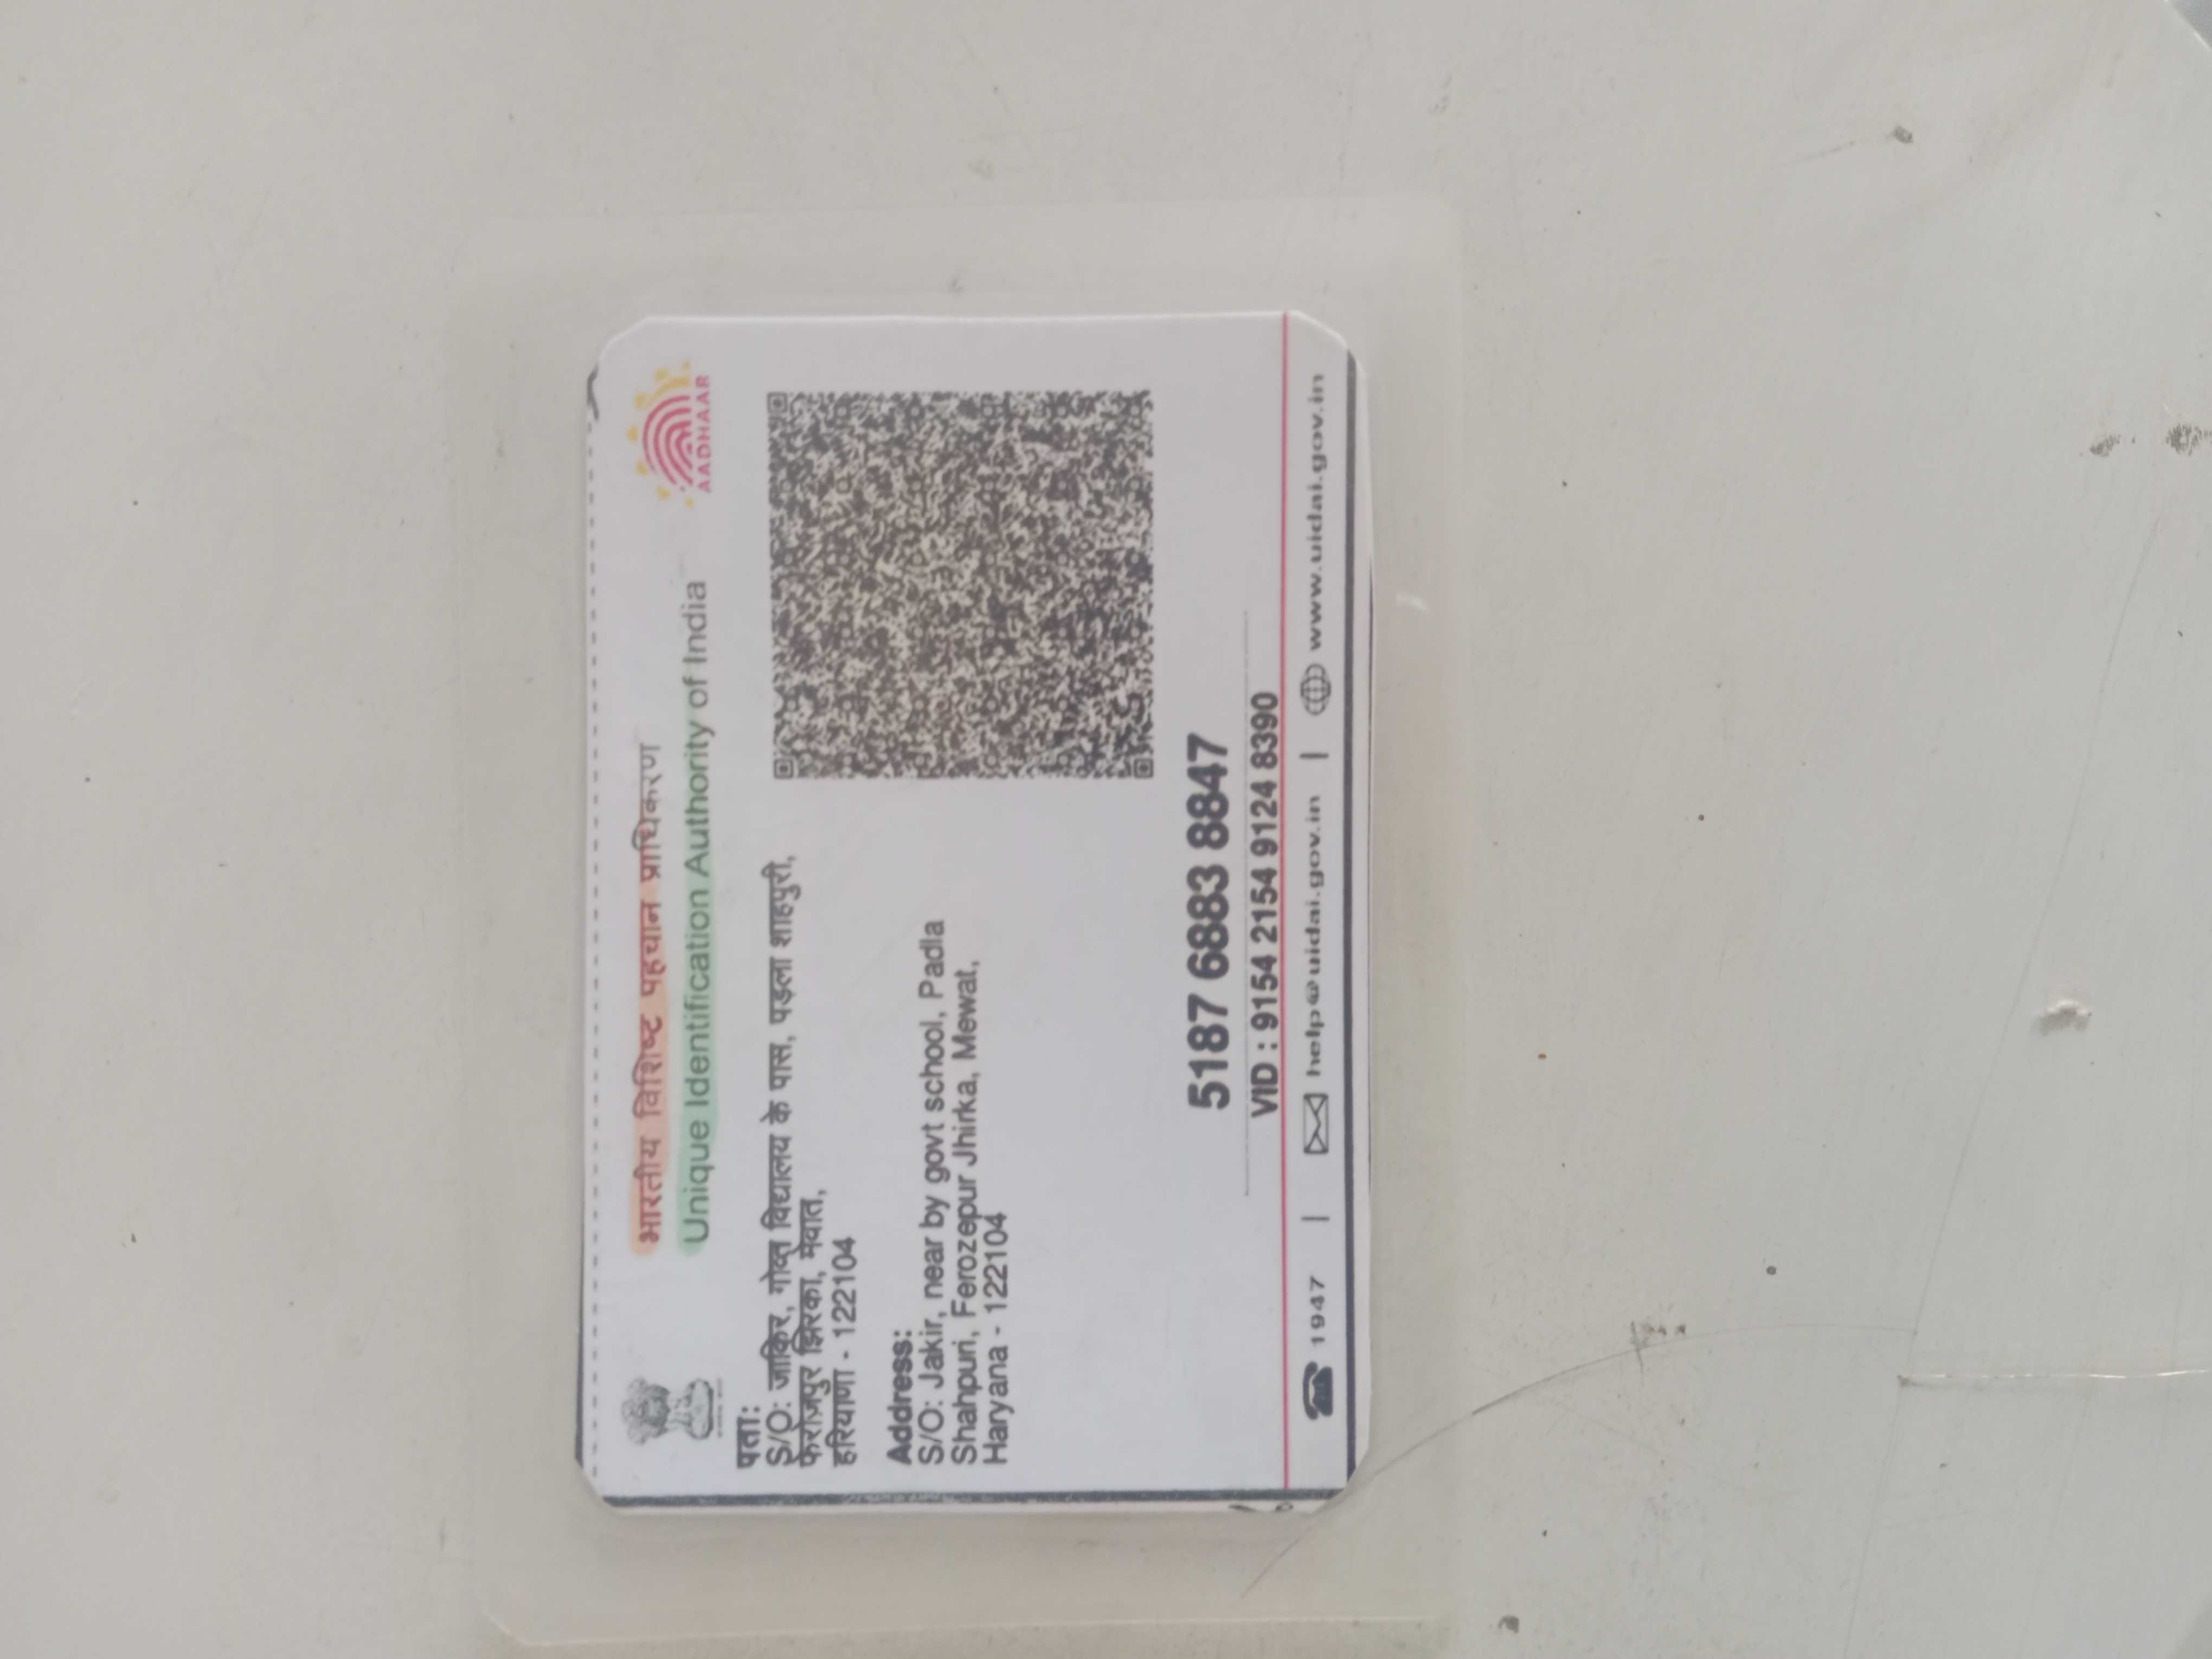 भारतीय विशिष्ट पहचान प्राधिकरण
Unique Identification Authority of India
AADHAAR
पता:
S/O: जाकिर, गोव्त विद्यालय के पास, पड़ला शाहपुरी,
फिरोजपुर झिरका, मेवात,
हरियाणा - 122104
Address:
S/O: Jakir, near by govt school, Padla
Shahpuri, Ferozepur Jhirka, Mewat,
Haryana - 122104
5187 6883 8847
VID : 9154 2154 9124 8390
1947 | help@uidai.gov.in | www.uidai.gov.in